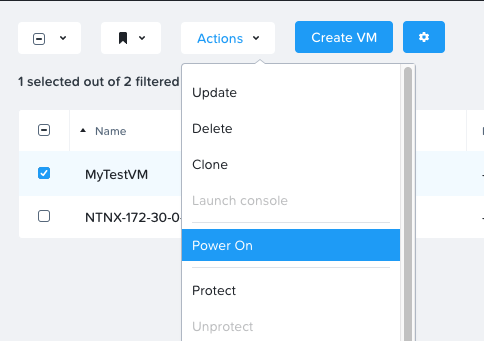 Actions
Create VM
1 selected out of 2 filtered
Name
Update
Delete
MyTestVM
Clone
Launch console
NTNX-172-30-0-
Power On
Protect
Unprotect